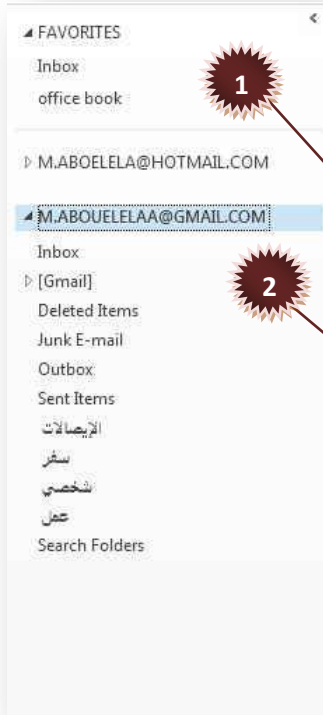 FAVORITES
Inbox
office book
1
M.ABOELELA@HOTMAIL.COM
M.ABOUELELAA@GMAIL.COM
Inbox
[Gmail]
2
Deleted Items
Junk E-mail
Outbox
Sent Items
الإيصالات
سفر
شخصي
عمل
Search Folders